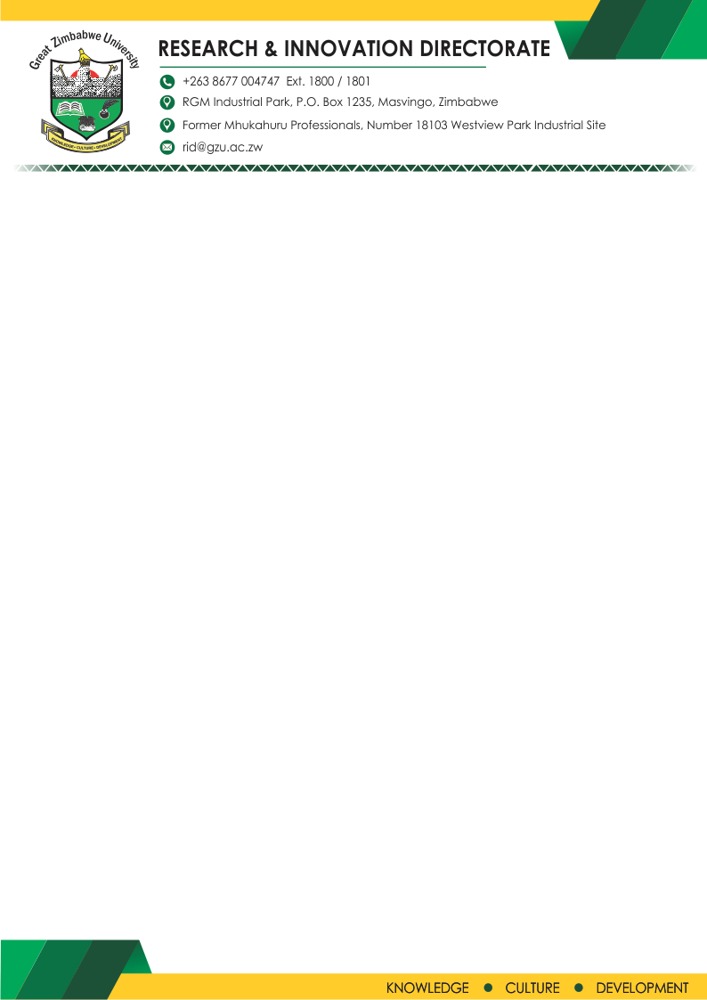 Great Zimbabwe University
RESEARCH & INNOVATION DIRECTORATE
+263 8677 004747 Ext. 1800 / 1801
RGM Industrial Park, P.O. Box 1235, Masvingo, Zimbabwe
Former Mhukahuru Professionals, Number 18103 Westview Park Industrial Site
rid@gzu.ac.zw
KNOWLEDGE • CULTURE • DEVELOPMENT
KNOWLEDGE ● CULTURE ● DEVELOPMENT